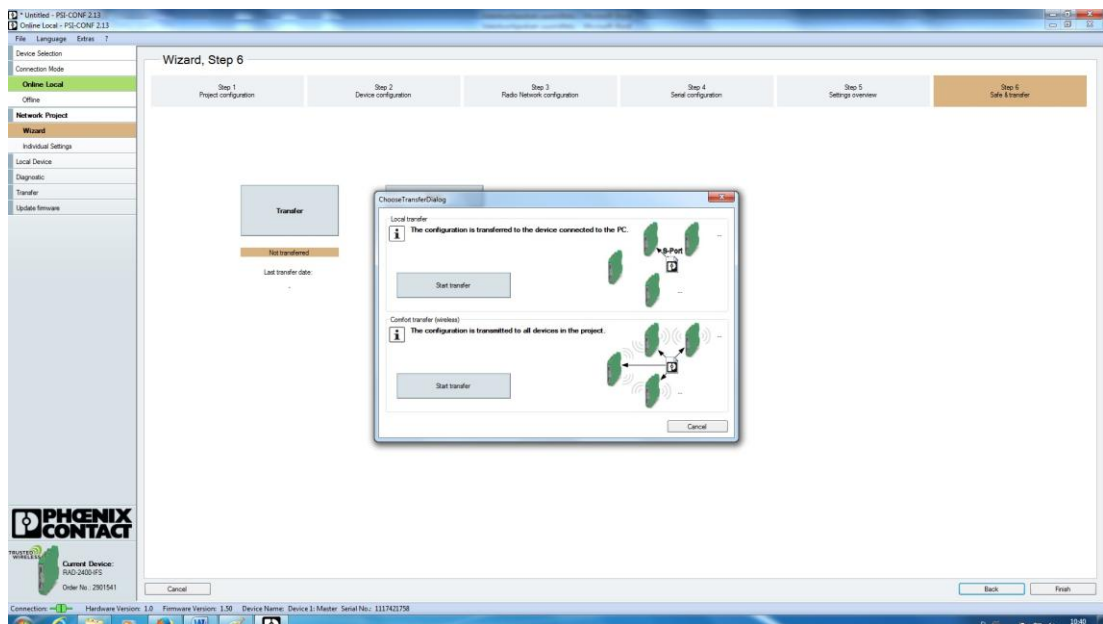 * Untitled - PSI-CONF 2.13
Online Local - PSI-CONF 2.13
File Language Extras ?
Device Selection
Connection Mode
Online Local
Offline
Network Project
Wizard
Individual Settings
Local Device
Diagnostic
Transfer
Update firmware
Wizard, Step 6
Step 1
Project configuration
Step 2
Device configuration
Step 3
Radio Network configuration
Step 4
Serial configuration
Step 5
Settings overview
Step 6
Safe & transfer
Transfer
Not transferred
Last transfer date:
-
ChooseTransferDialog
Local transfer
The configuration is transferred to the device connected to the PC.
S-Port
...
...
Start transfer
Comfort transfer (wireless)
The configuration is transmitted to all devices in the project.
...
...
Start transfer
Cancel
PHŒNIX
CONTACT
TRUSTED
WIRELESS
Current Device:
RAD-2400-IFS
Order No.: 2901541
Cancel
Back
Finish
Connection: Hardware Version: 1.0 Firmware Version: 1.50 Device Name: Device 1: Master Serial No.: 1117421758
10:40